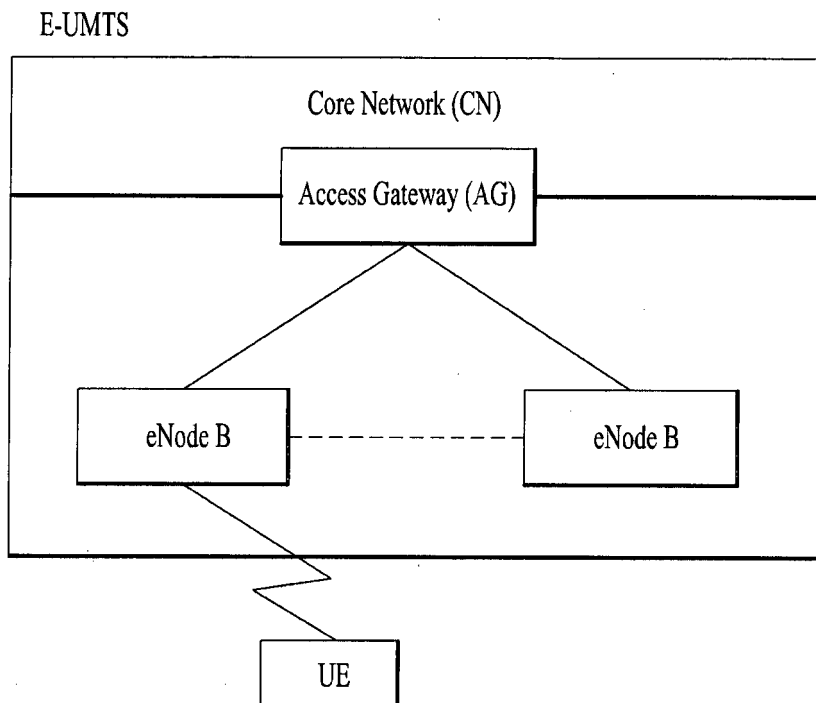 E-UMTS
Core Network (CN)
Access Gateway (AG)
eNode B
eNode B
UE